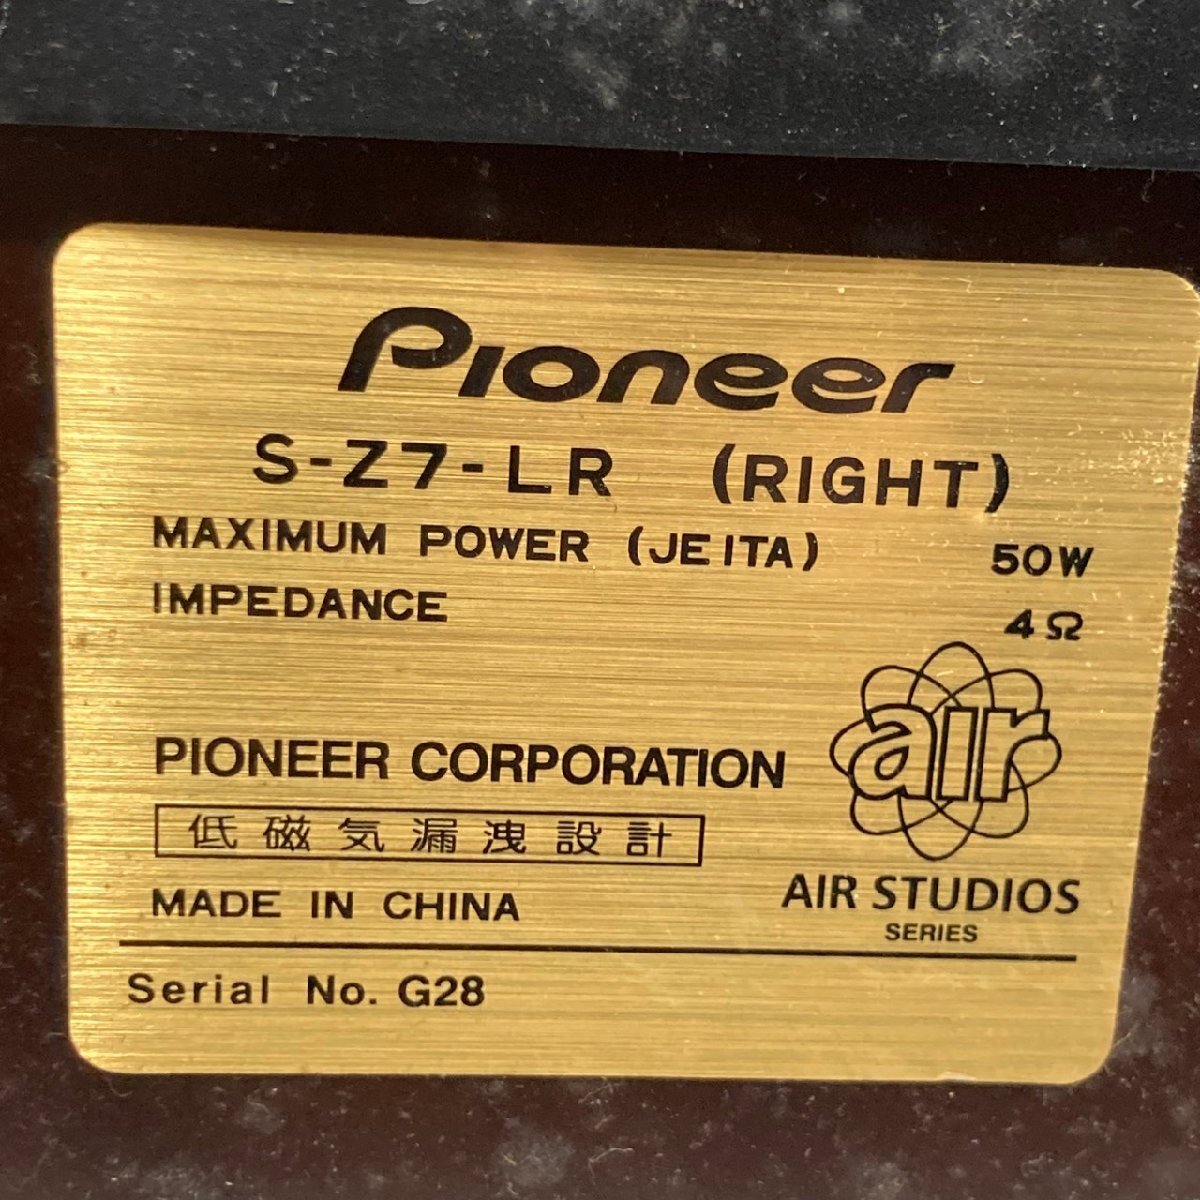 Pioneer
S-Z7-LR (RIGHT)
MAXIMUM POWER (JEITA) 50W
IMPEDANCE 4Ω
air
PIONEER CORPORATION
低磁気漏洩設計
AIR STUDIOS
MADE IN CHINA
SERIES
Serial No. G28